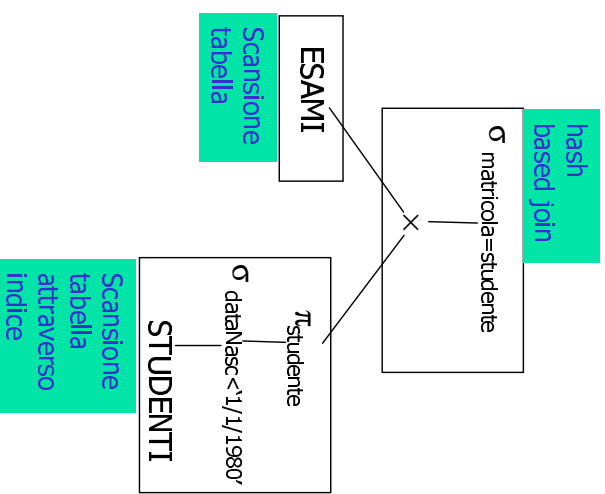 hash
based join
σ matricola=studente
×
ESAMI
Scansione
tabella
π studente
σ dataNasc<'1/1/1980'
STUDENTI
Scansione
tabella
attraverso
indice